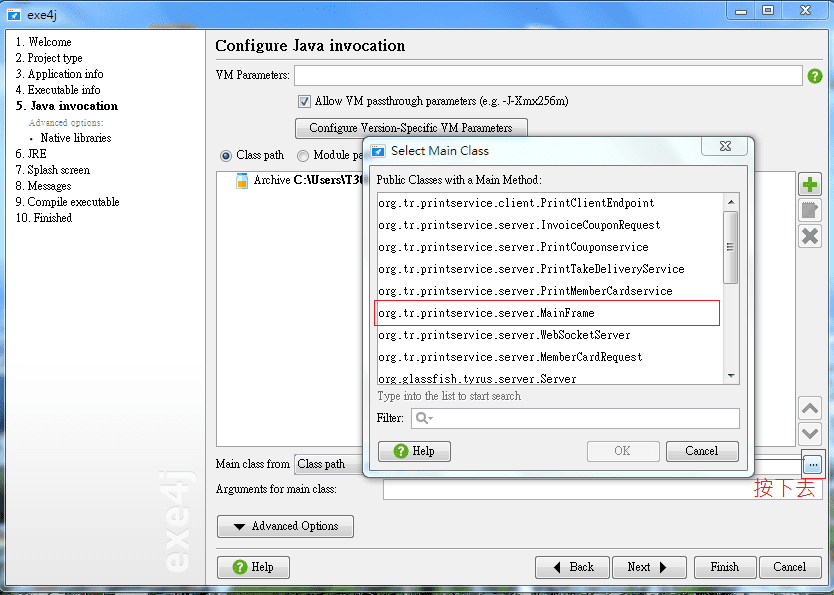 exe4j
1. Welcome
2. Project type
3. Application info
4. Executable info
5. Java invocation
Advanced options:
· Native libraries
6. JRE
7. Splash screen
8. Messages
9. Compile executable
10. Finished
exe4j
Configure Java invocation
VM Parameters:
Allow VM passthrough parameters (e.g. -J-Xmx256m)
Configure Version-Specific VM Parameters
Class path
Module pa
Archive C:\Users\T30
Select Main Class
Public Classes with a Main Method:
org.tr.printservice.client.PrintClientEndpoint
org.tr.printservice.server.InvoiceCouponRequest
org.tr.printservice.server.PrintCouponservice
org.tr.printservice.server.PrintTakeDeliveryService
org.tr.printservice.server.PrintMemberCardservice
org.tr.printservice.server.MainFrame
org.tr.printservice.server.WebSocketServer
org.tr.printservice.server.MemberCardRequest
org.glassfish.tyrus.server.Server
Type into the list to start search
Filter:
Help
OK
Cancel
Main class from
Class path
...
Arguments for main class:
按下去
Advanced Options
Help
Back
Next
Finish
Cancel